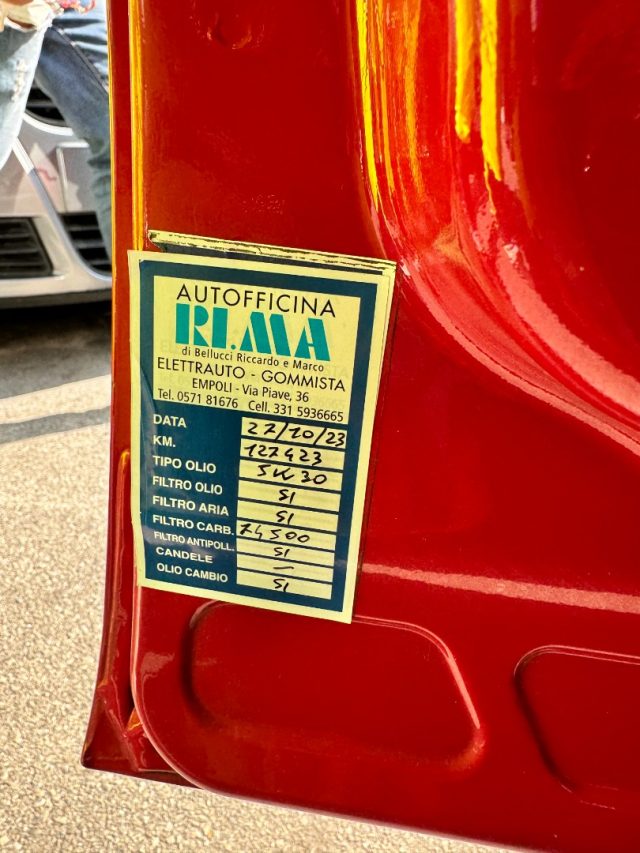 AUTOFFICINA
RI.MA
di Bellucci Riccardo e Marco
ELETTRAUTO - GOMMISTA
EMPOLI - Via Piave, 36
Tel. 0571 81676 Cell. 331 5936665
DATA 27/10/23
KM. 127423
TIPO OLIO 5W30
FILTRO OLIO SI
FILTRO ARIA SI
FILTRO CARB. 74500
FILTRO ANTIPOLL. SI
CANDELE —
OLIO CAMBIO SI